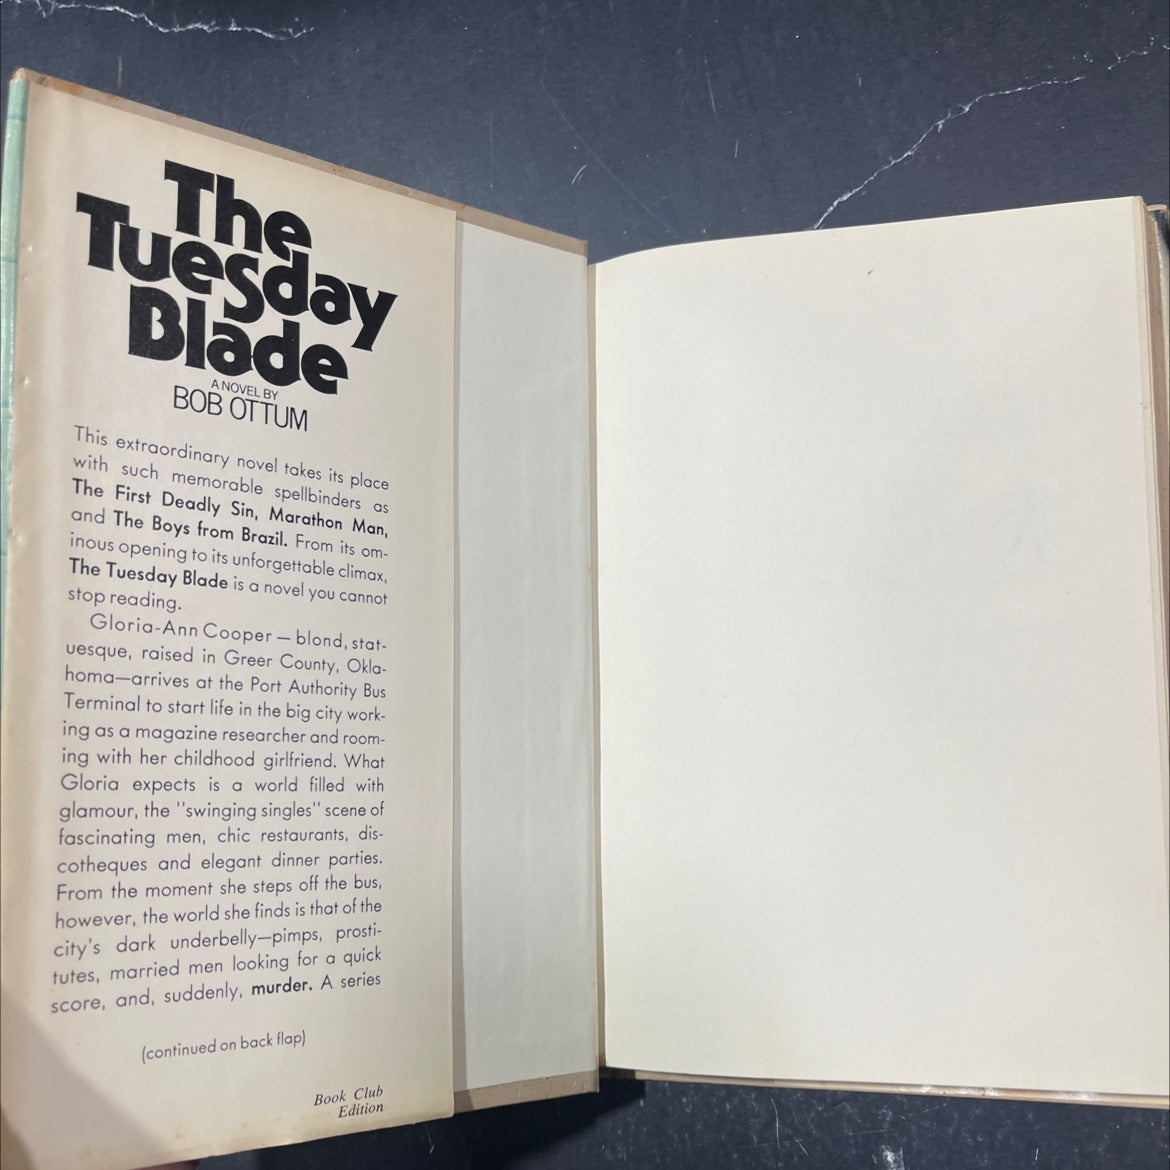 The
Tuesday
Blade
A NOVEL BY
BOB OTTUM
This extraordinary novel takes its place
with such memorable spellbinders as
The First Deadly Sin, Marathon Man,
and The Boys from Brazil. From its om-
inous opening to its unforgettable climax,
The Tuesday Blade is a novel you cannot
stop reading.
Gloria-Ann Cooper — blond, stat-
uesque, raised in Greer County, Okla-
homa—arrives at the Port Authority Bus
Terminal to start life in the big city work-
ing as a magazine researcher and room-
ing with her childhood girlfriend. What
Gloria expects is a world filled with
glamour, the "swinging singles" scene of
fascinating men, chic restaurants, dis-
cotheques and elegant dinner parties.
From the moment she steps off the bus,
however, the world she finds is that of the
city's dark underbelly—pimps, prosti-
tutes, married men looking for a quick
score, and, suddenly, murder. A series
(continued on back flap)
Book Club
Edition